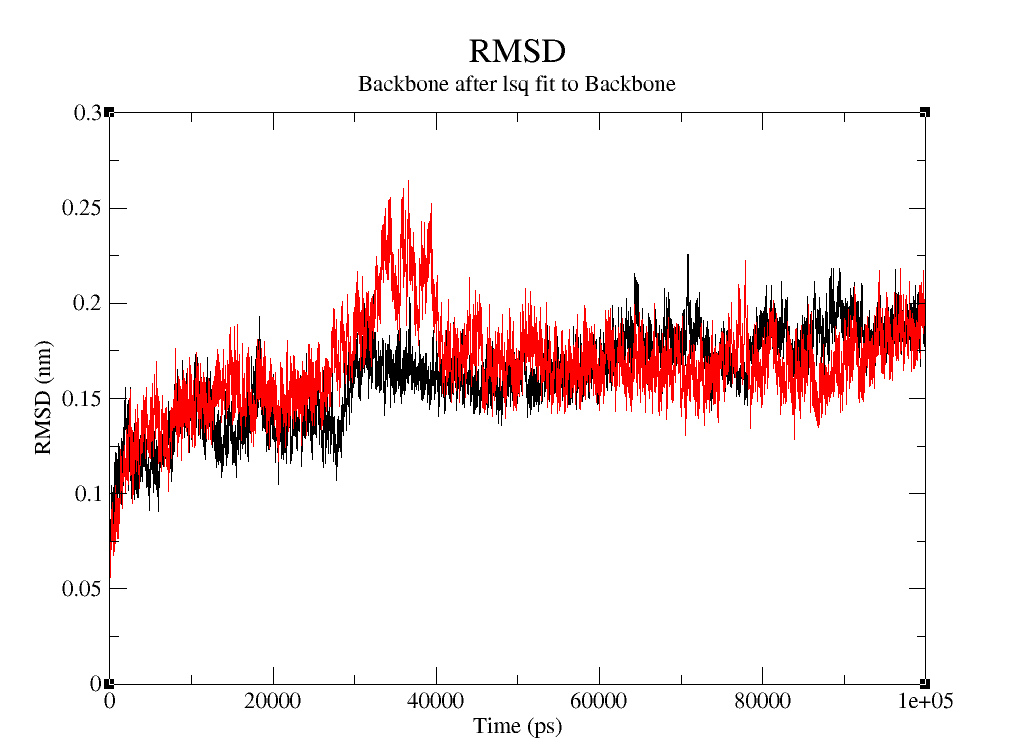 RMSD
Backbone after lsq fit to Backbone
0.3
0.25
0.2
0.15
0.1
0.05
0
RMSD (nm)
0 20000 40000 60000 80000 1e+05
Time (ps)